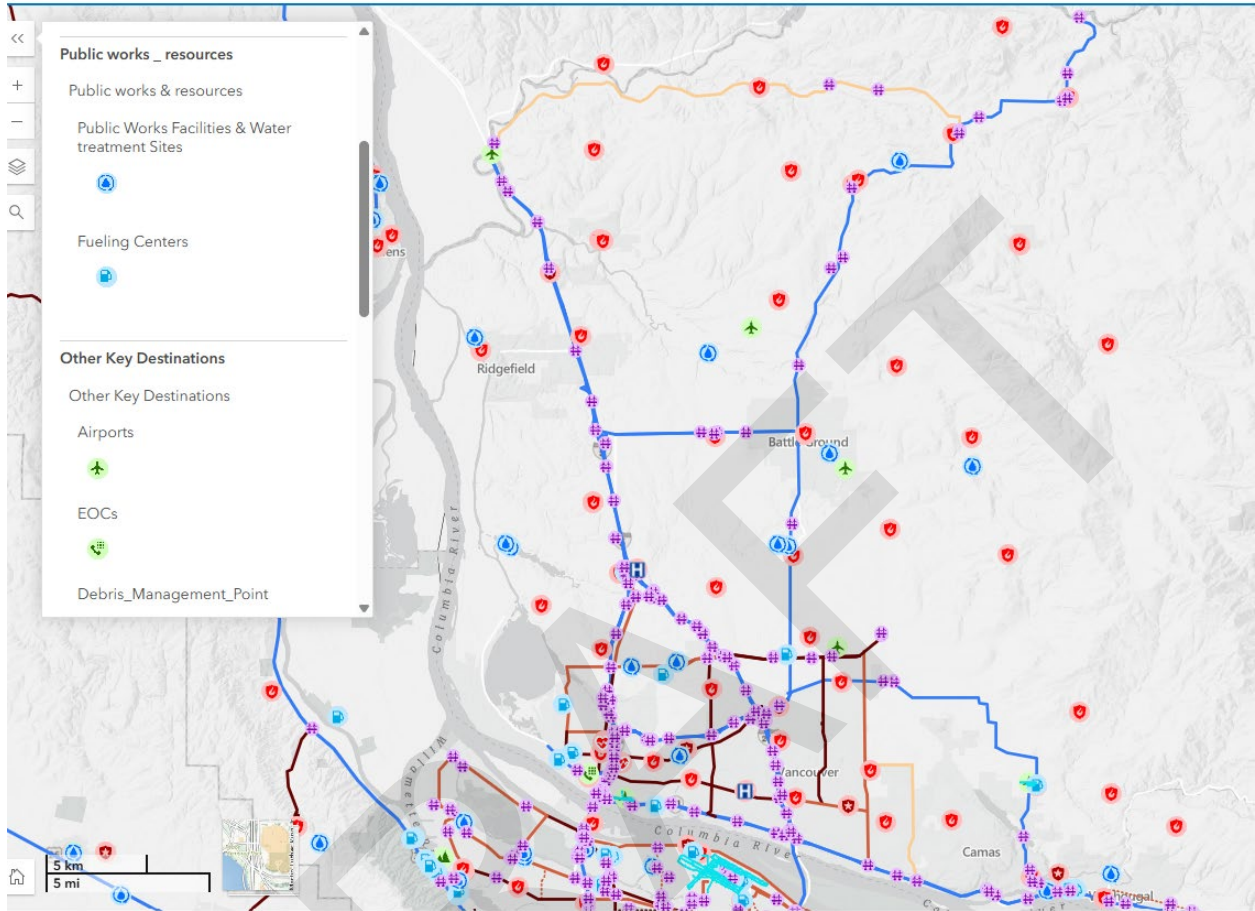 Public works _ resources
Public works & resources
Public Works Facilities & Water
treatment Sites
Fueling Centers
Other Key Destinations
Other Key Destinations
Airports
EOCs
Debris_Management_Point
Ridgefield
Battle Ground
Columbia River
Vancouver
Columbia River
Camas
5 km
5 mi